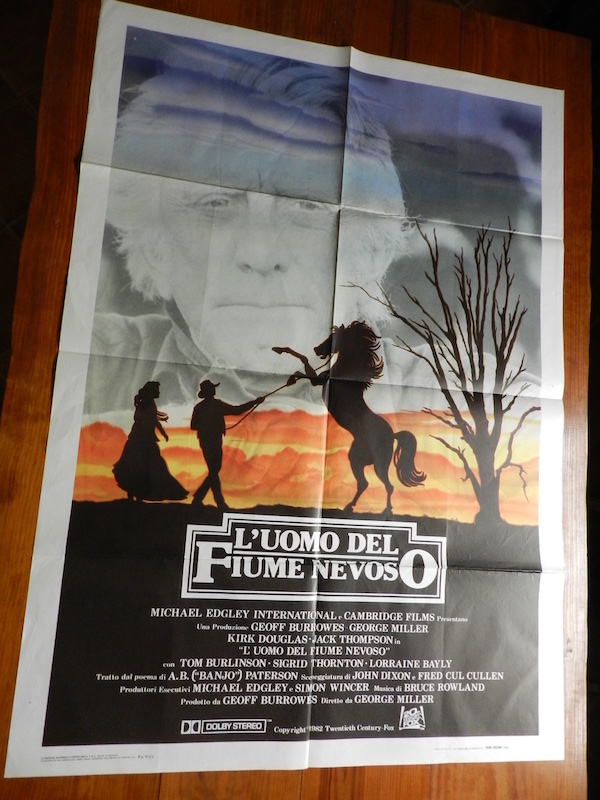 L'UOMO DEL
FIUME NEVOSO
MICHAEL EDGLEY INTERNATIONAL e CAMBRIDGE FILMS Presentano
Una Produzione GEOFF BURROWES · GEORGE MILLER
KIRK DOUGLAS · JACK THOMPSON in
"L'UOMO DEL FIUME NEVOSO"
con TOM BURLINSON · SIGRID THORNTON · LORRAINE BAYLY
Tratto dal poema di A.B. ("BANJO") PATERSON Sceneggiatura di JOHN DIXON e FRED CUL CULLEN
Produttori Esecutivi MICHAEL EDGLEY e SIMON WINCER Musica di BRUCE ROWLAND
Prodotto da GEOFF BURROWES Diretto da GEORGE MILLER
DOLBY STEREO
Copyright 1982 Twentieth Century-Fox
20th CENTURY FOX